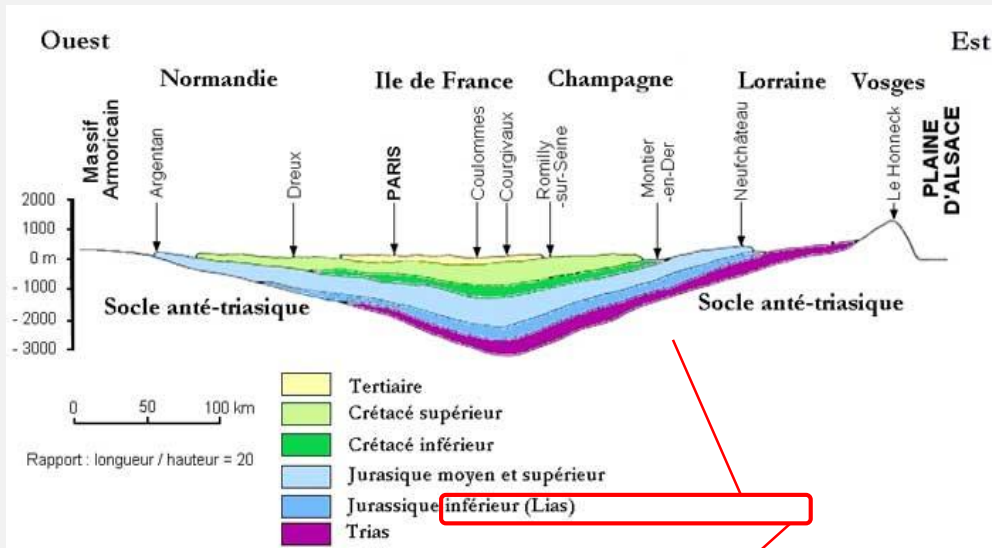 Ouest
Est
Normandie
Ile de France
Champagne
Lorraine
Vosges
Massif
Armoricain
Argentan
Dreux
PARIS
Coulommes
Courgivaux
Romilly
-sur-Seine
Montier
-en-Der
Neufchâteau
Le Honneck
PLAINE
D'ALSACE
2000
1000
0 m
- 1000
- 2000
- 3000
Socle anté-triasique
Socle anté-triasique
0 50 100 km
Rapport : longueur / hauteur = 20
Tertiaire
Crétacé supérieur
Crétacé inférieur
Jurasique moyen et supérieur
Jurassique inférieur (Lias)
Trias